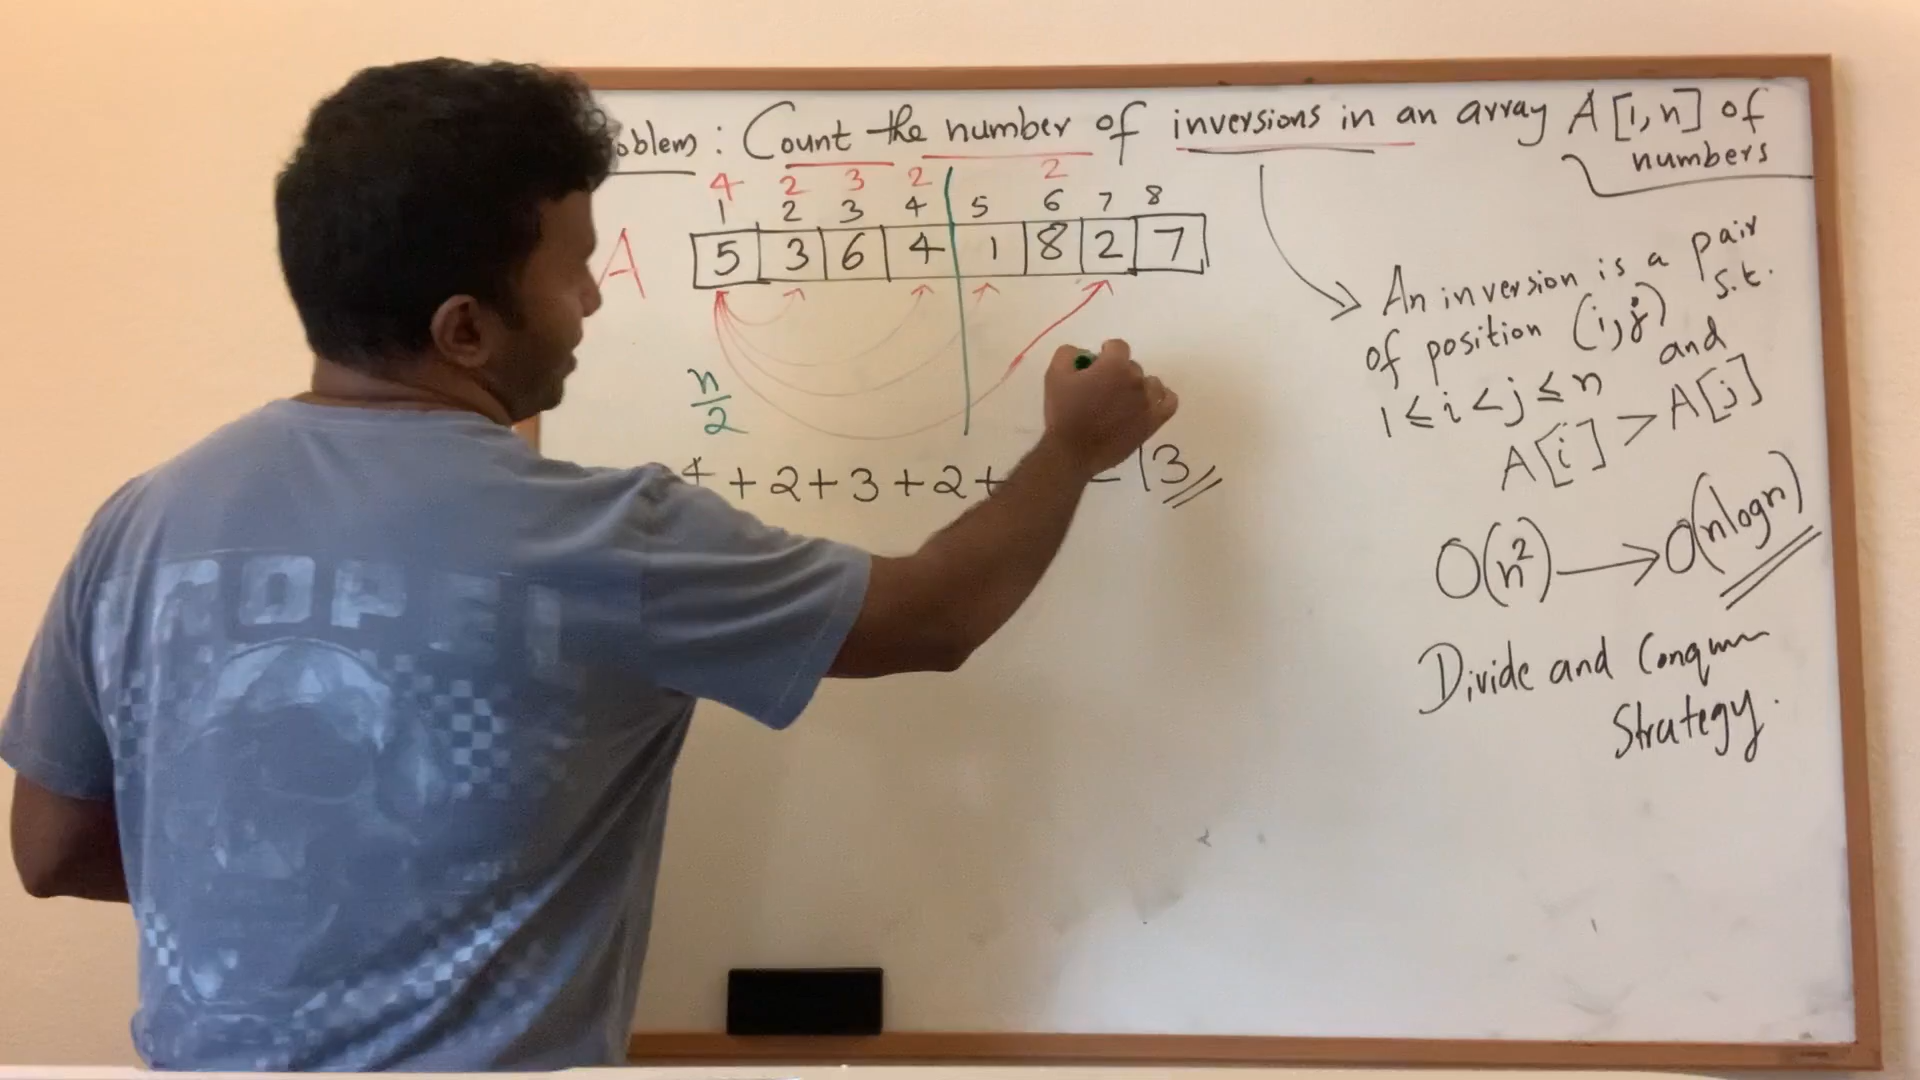 oblem : Count the number of inversions in an array A[1,n] of
numbers
4 2 3 2 2
1 2 3 4 5 6 7 8
A 5 3 6 4 1 8 2 7
An inversion is a pair
of position (i,j) s.t.
1 ≤ i < j ≤ n and
A[i] > A[j]
n/2
4 + 2 + 3 + 2 + = 13
O(n²) → O(nlogn)
Divide and
Strategy.